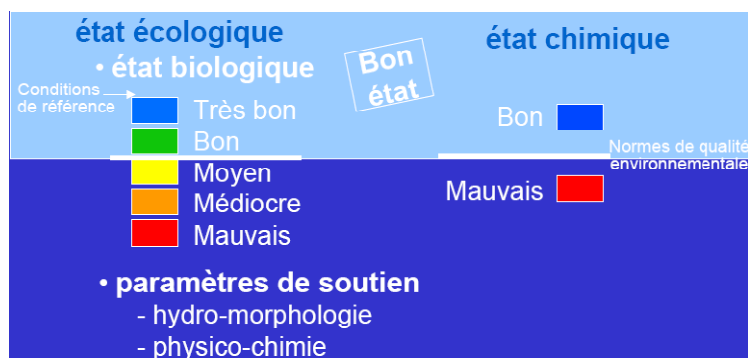 état écologique
• état biologique
Conditions
de référence
Très bon
Bon
Moyen
Médiocre
Mauvais
• paramètres de soutien
- hydro-morphologie
- physico-chimie
Bon
état
état chimique
Bon
Normes de qualité
environnementale
Mauvais